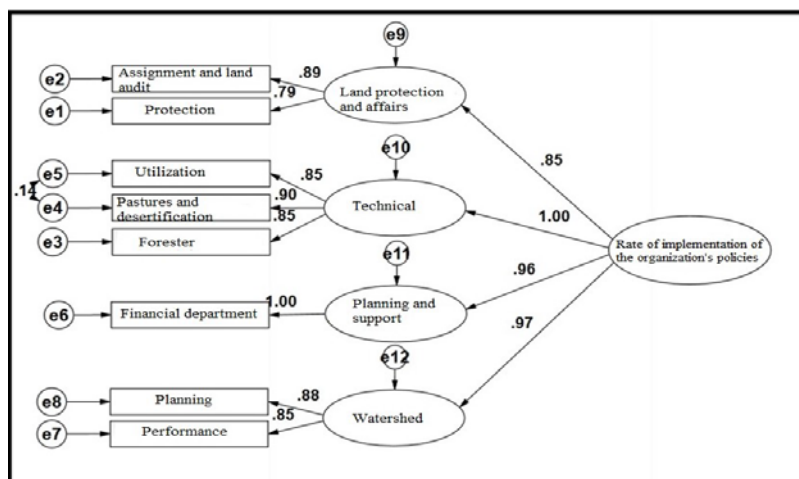 e9
e2
Assignment and land
audit
.89
Land protection
and affairs
e1
Protection
.79
.85
e10
e5
Utilization
.85
.14
e4
Pastures and
desertification
.90
Technical
1.00
e3
Forester
.85
Rate of implementation of
the organization's policies
e11
.96
e6
Financial department
1.00
Planning and
support
.97
e12
e8
Planning
.88
Watershed
e7
Performance
.85